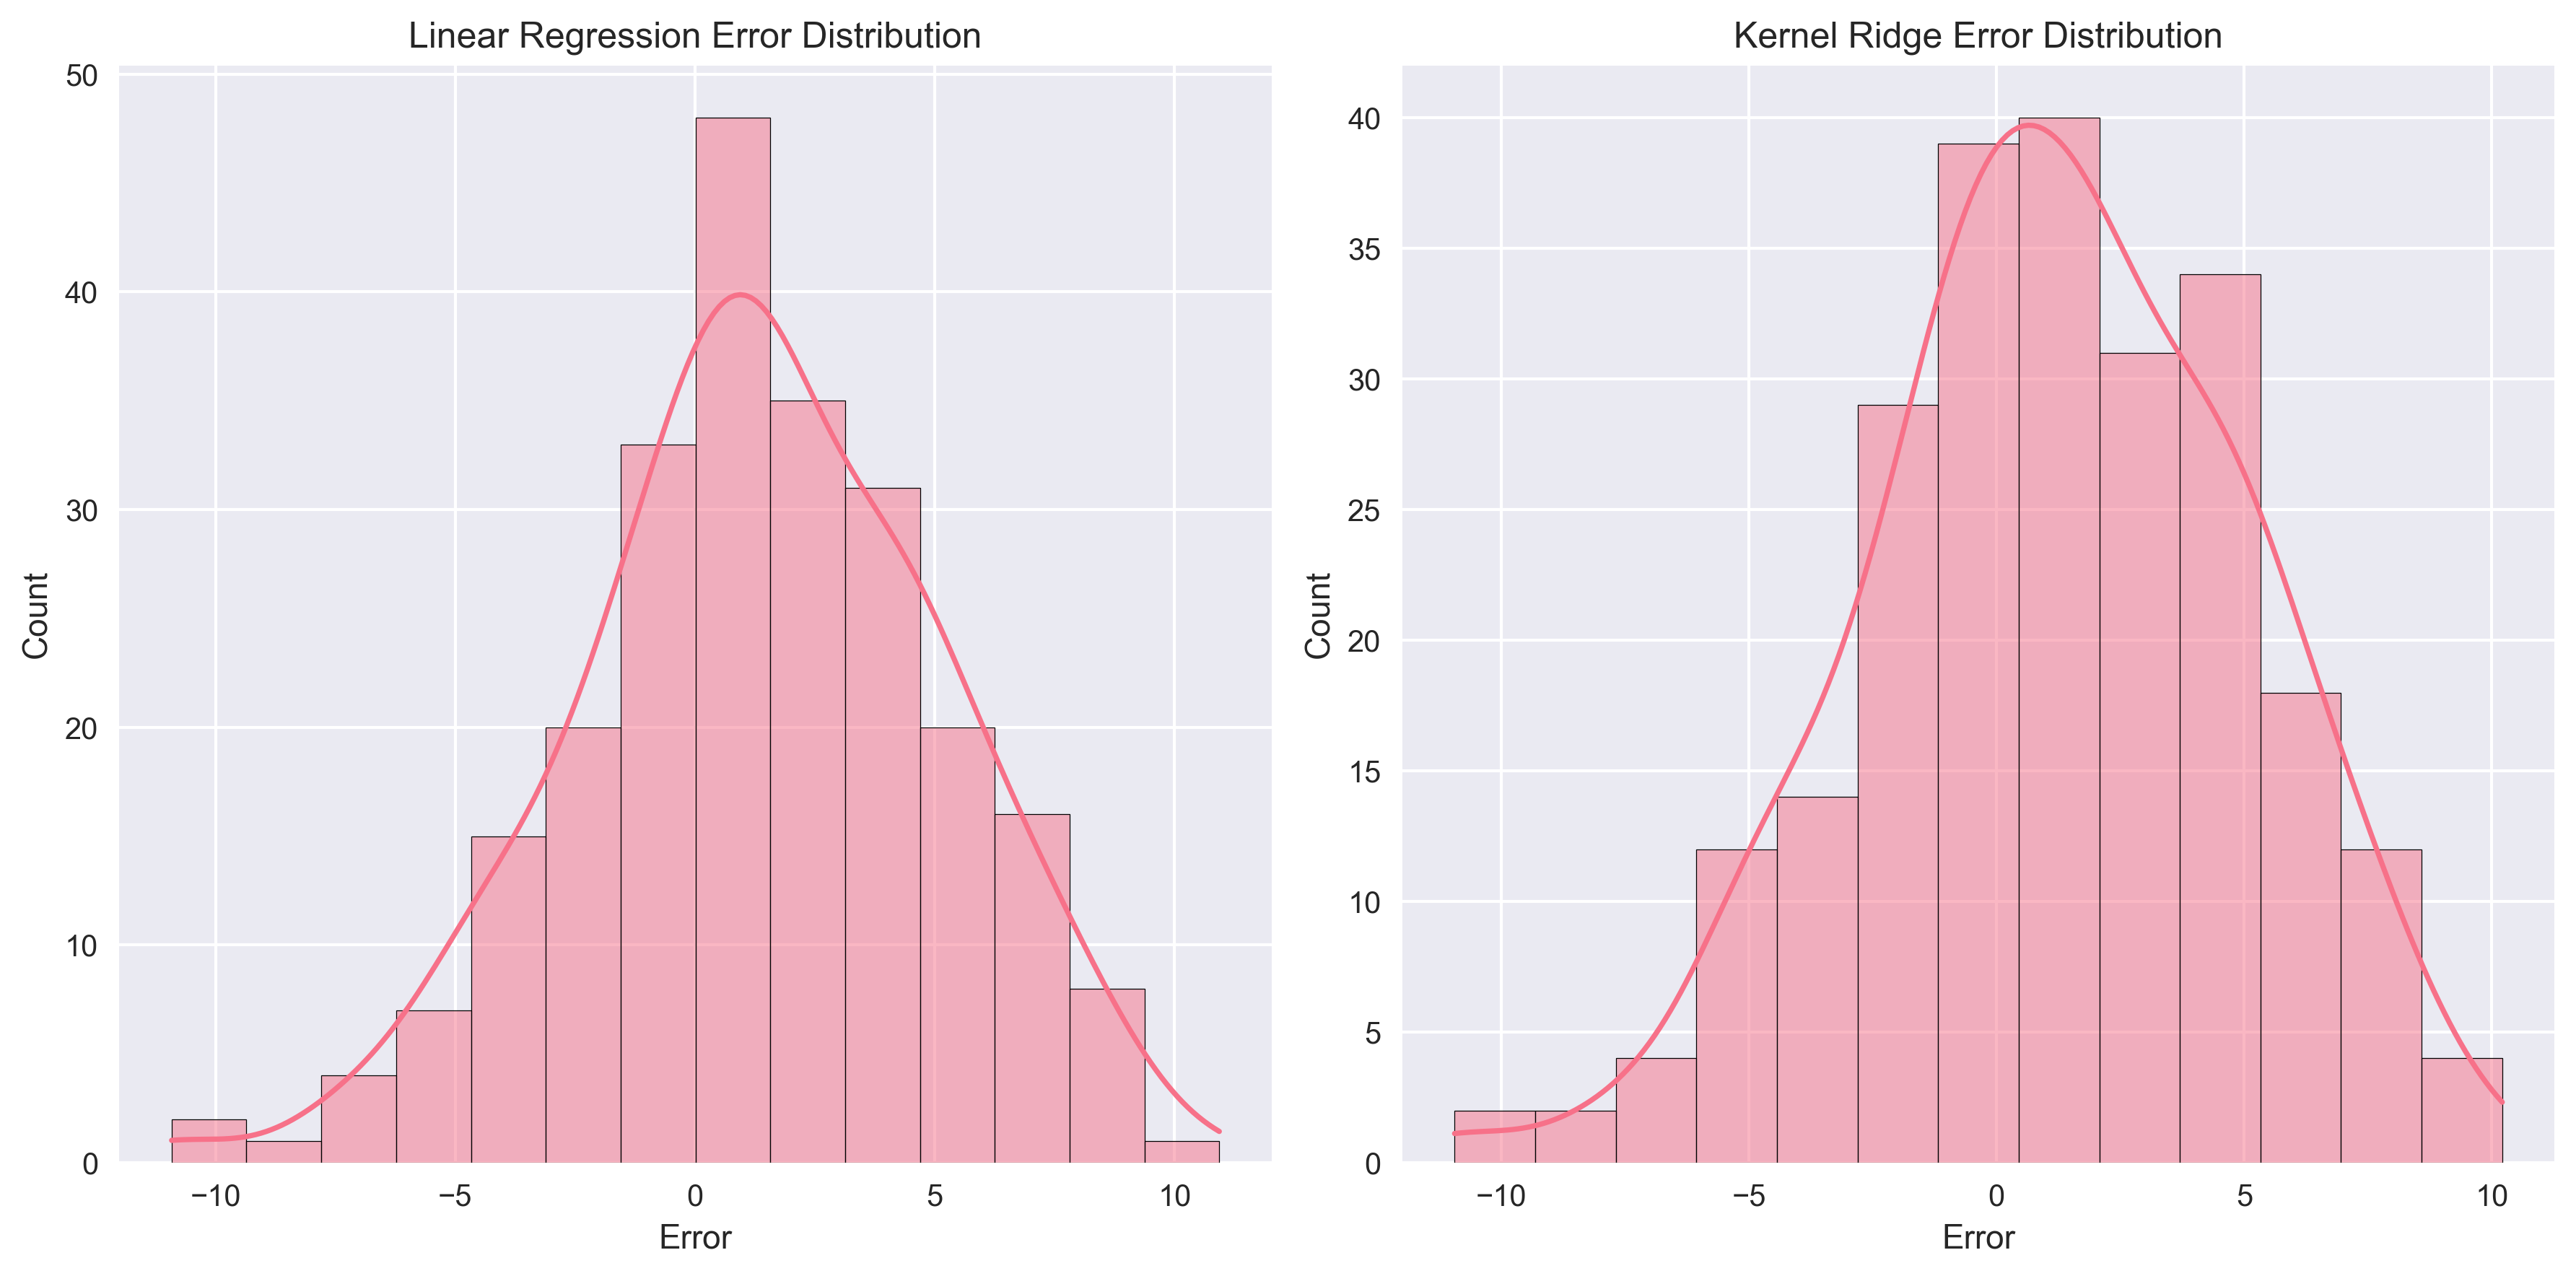 Linear Regression Error Distribution
50
40
30
20
10
0
Count
−10 −5 0 5 10
Error
Kernel Ridge Error Distribution
40
35
30
25
20
15
10
5
0
Count
−10 −5 0 5 10
Error